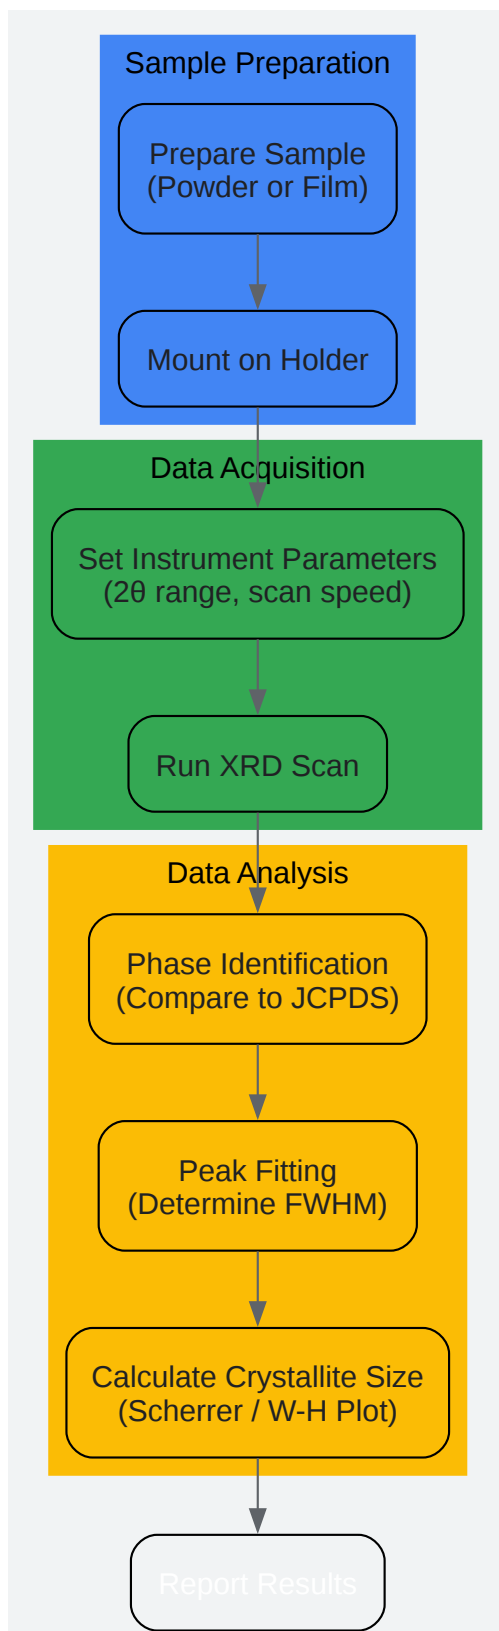 Sample Preparation
Prepare Sample
(Powder or Film)
Mount on Holder
Data Acquisition
Set Instrument Parameters
(2θ range, scan speed)
Run XRD Scan
Data Analysis
Phase Identification
(Compare to JCPDS)
Peak Fitting
(Determine FWHM)
Calculate Crystallite Size
(Scherrer / W-H Plot)
Report Results